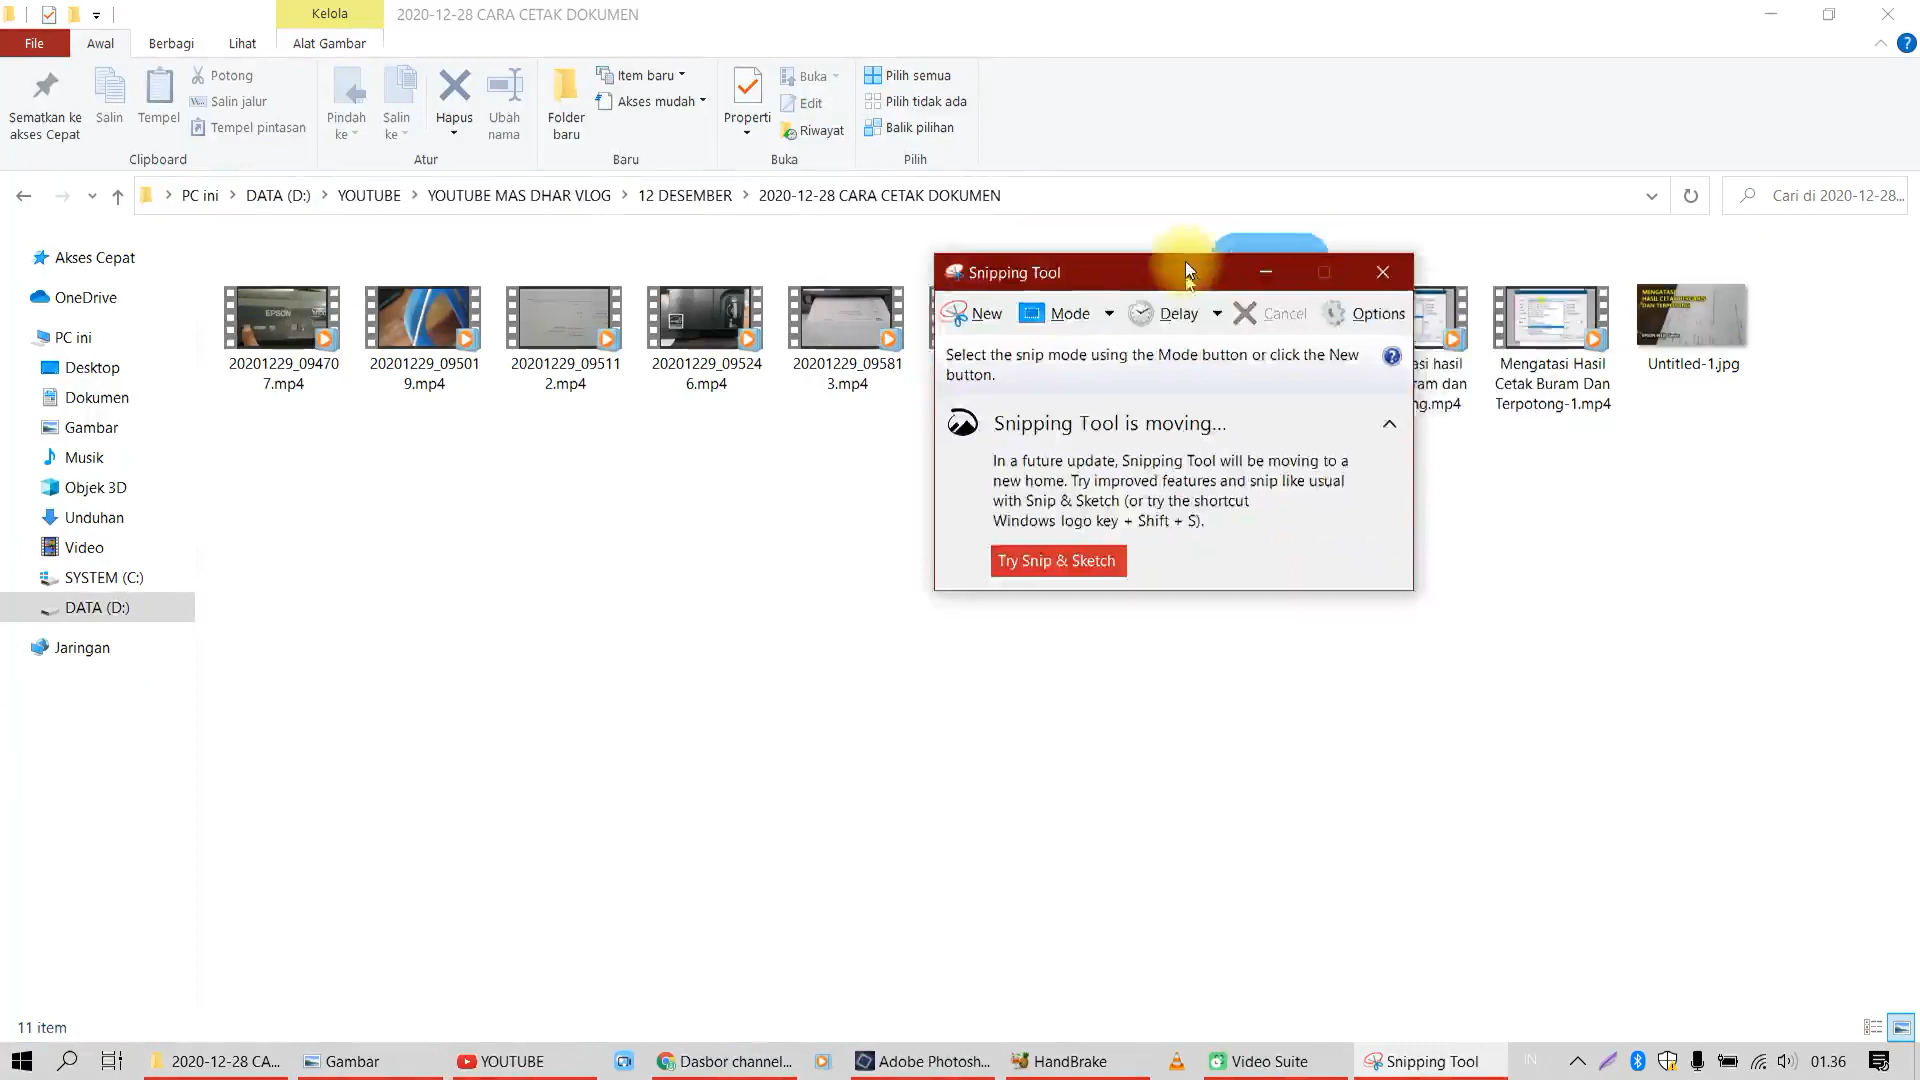 Kelola
2020-12-28 CARA CETAK DOKUMEN
File
Awal
Berbagi
Lihat
Alat Gambar
Sematkan ke
akses Cepat
Salin
Tempel
Potong
Salin jalur
Tempel pintasan
Clipboard
Pindah
ke
Salin
ke
Hapus
Ubah
nama
Atur
Folder
baru
Item baru
Akses mudah
Baru
Properti
Buka
Edit
Riwayat
Buka
Pilih semua
Pilih tidak ada
Balik pilihan
Pilih
PC ini
DATA (D:)
YOUTUBE
YOUTUBE MAS DHAR VLOG
12 DESEMBER
2020-12-28 CARA CETAK DOKUMEN
Cari di 2020-12-28...
Akses Cepat
OneDrive
PC ini
Desktop
Dokumen
Gambar
Musik
Objek 3D
Unduhan
Video
SYSTEM (C:)
DATA (D:)
Jaringan
EPSON
20201229_09470
7.mp4
20201229_09501
9.mp4
20201229_09511
2.mp4
20201229_09524
6.mp4
20201229_09581
3.mp4
asi hasil
ram dan
ng.mp4
Mengatasi Hasil
Cetak Buram Dan
Terpotong-1.mp4
MENGATASI
Untitled-1.jpg
Snipping Tool
New
Mode
Delay
Cancel
Options
Select the snip mode using the Mode button or click the New
button.
Snipping Tool is moving...
In a future update, Snipping Tool will be moving to a
new home. Try improved features and snip like usual
with Snip & Sketch (or try the shortcut
Windows logo key + Shift + S).
Try Snip & Sketch
11 item
2020-12-28 CA...
Gambar
YOUTUBE
Dasbor channel...
Adobe Photosh...
HandBrake
Video Suite
Snipping Tool
IN
01.36